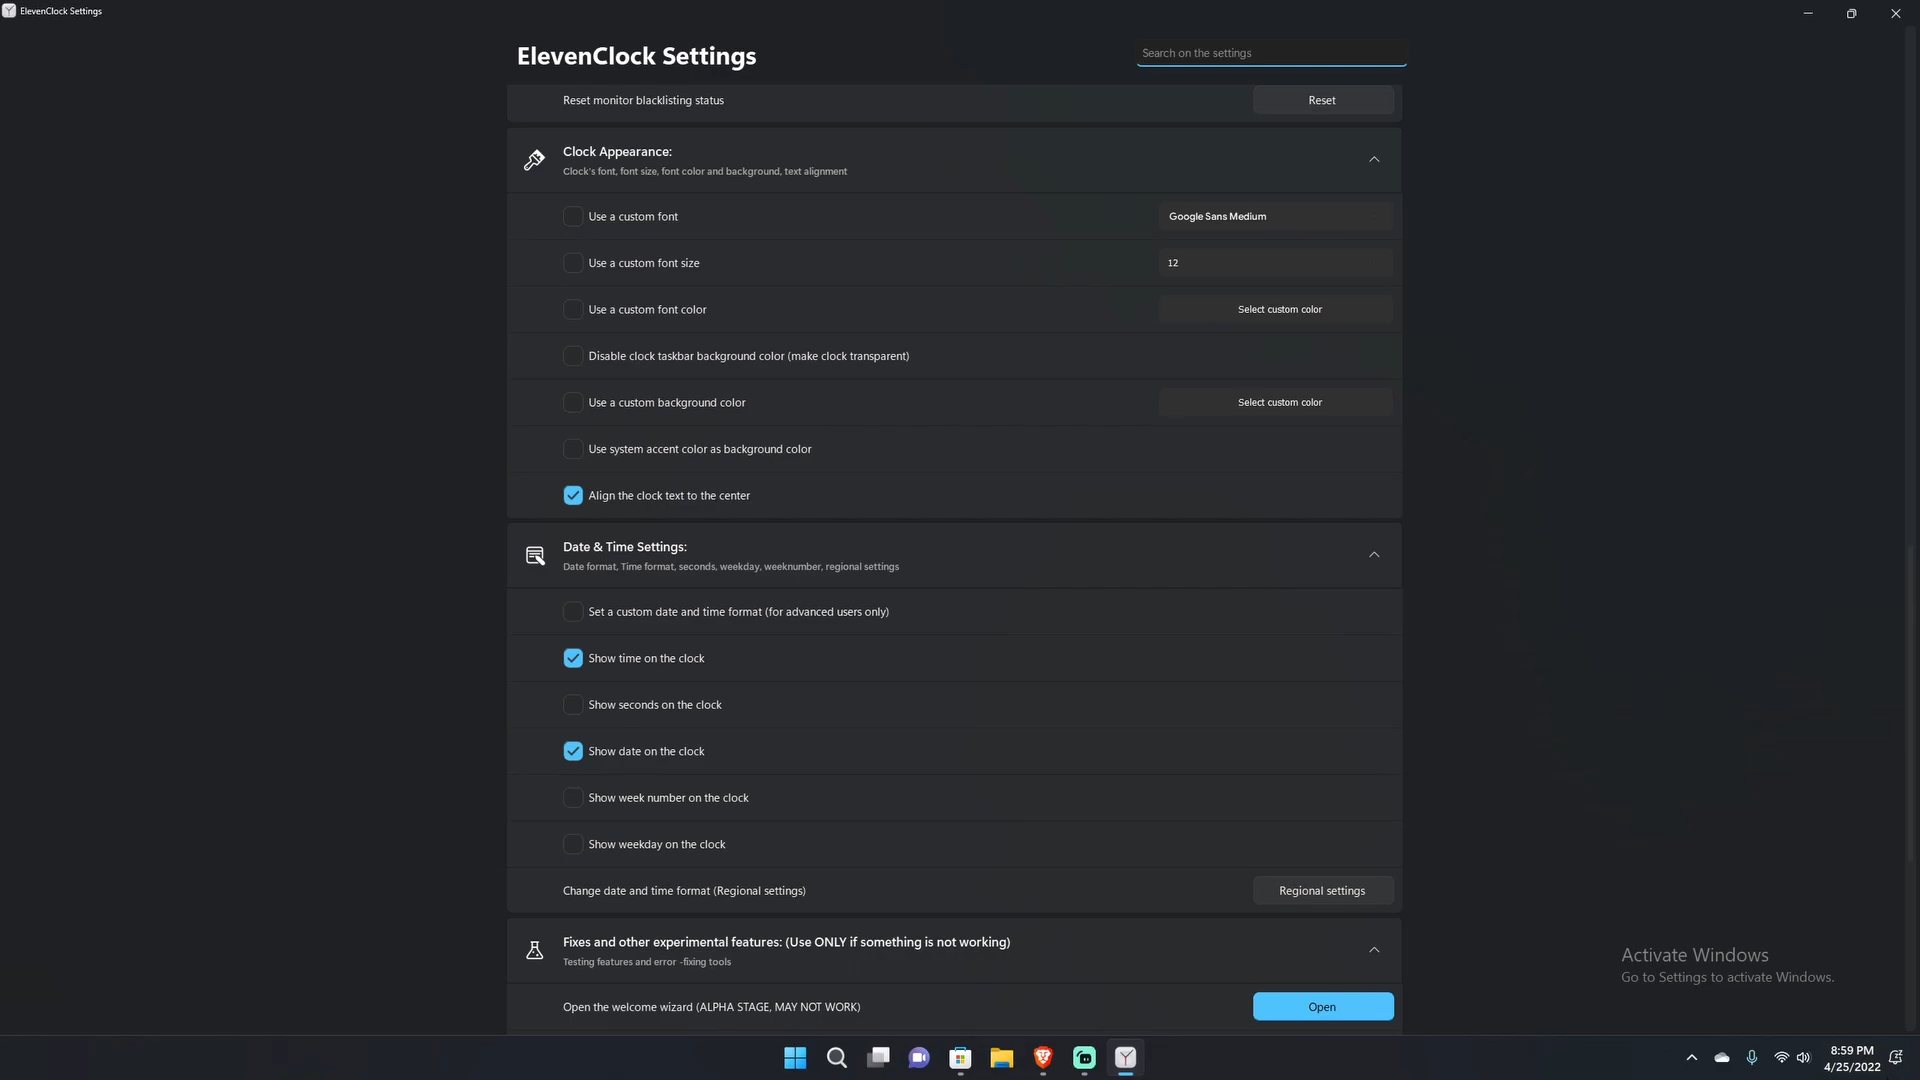 ElevenClock Settings
ElevenClock Settings
Search on the settings
Reset monitor blacklisting status
Reset
Clock Appearance:
Clock's font, font size, font color and background, text alignment
Use a custom font
Google Sans Medium
Use a custom font size
12
Use a custom font color
Select custom color
Disable clock taskbar background color (make clock transparent)
Use a custom background color
Select custom color
Use system accent color as background color
Align the clock text to the center
Date & Time Settings:
Date format, Time format, seconds, weekday, weeknumber, regional settings
Set a custom date and time format (for advanced users only)
Show time on the clock
Show seconds on the clock
Show date on the clock
Show week number on the clock
Show weekday on the clock
Change date and time format (Regional settings)
Regional settings
Fixes and other experimental features: (Use ONLY if something is not working)
Testing features and error -fixing tools
Open the welcome wizard (ALPHA STAGE, MAY NOT WORK)
Open
Activate Windows
Go to Settings to activate Windows.
8:59 PM
4/25/2022